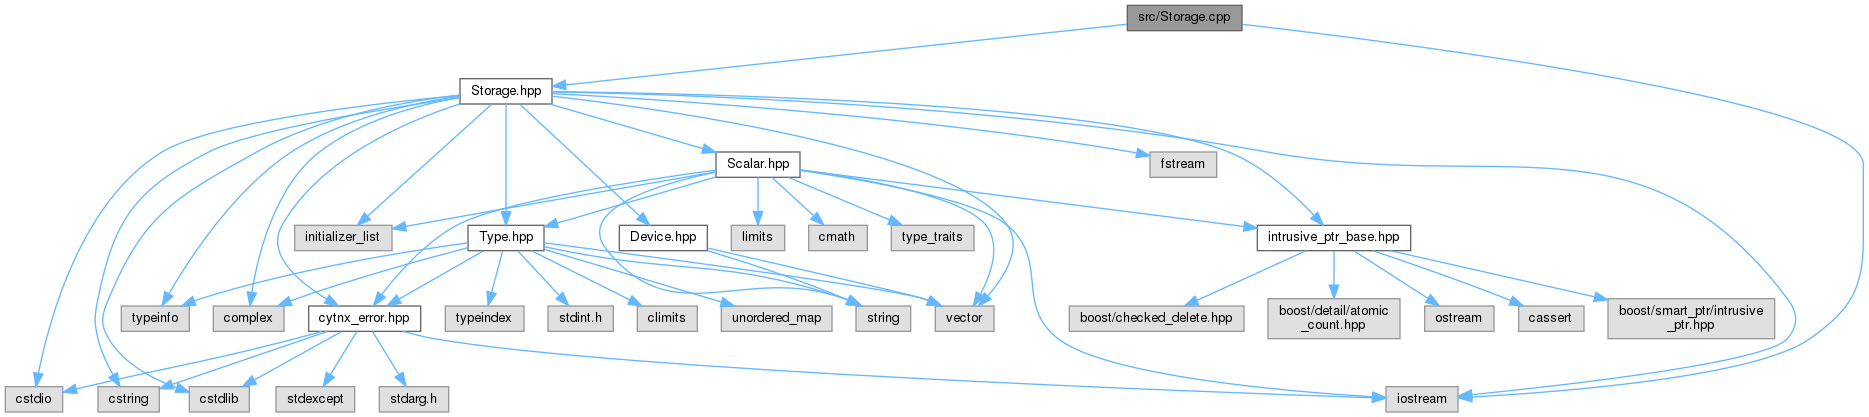 src/Storage.cpp
Storage.hpp
Scalar.hpp
fstream
initializer_list
Type.hpp
Device.hpp
limits
cmath
type_traits
intrusive_ptr_base.hpp
typeinfo
complex
cytnx_error.hpp
typeindex
stdint.h
climits
unordered_map
string
vector
boost/checked_delete.hpp
boost/detail/atomic
_count.hpp
ostream
cassert
boost/smart_ptr/intrusive
_ptr.hpp
cstdio
cstring
cstdlib
stdexcept
stdarg.h
iostream